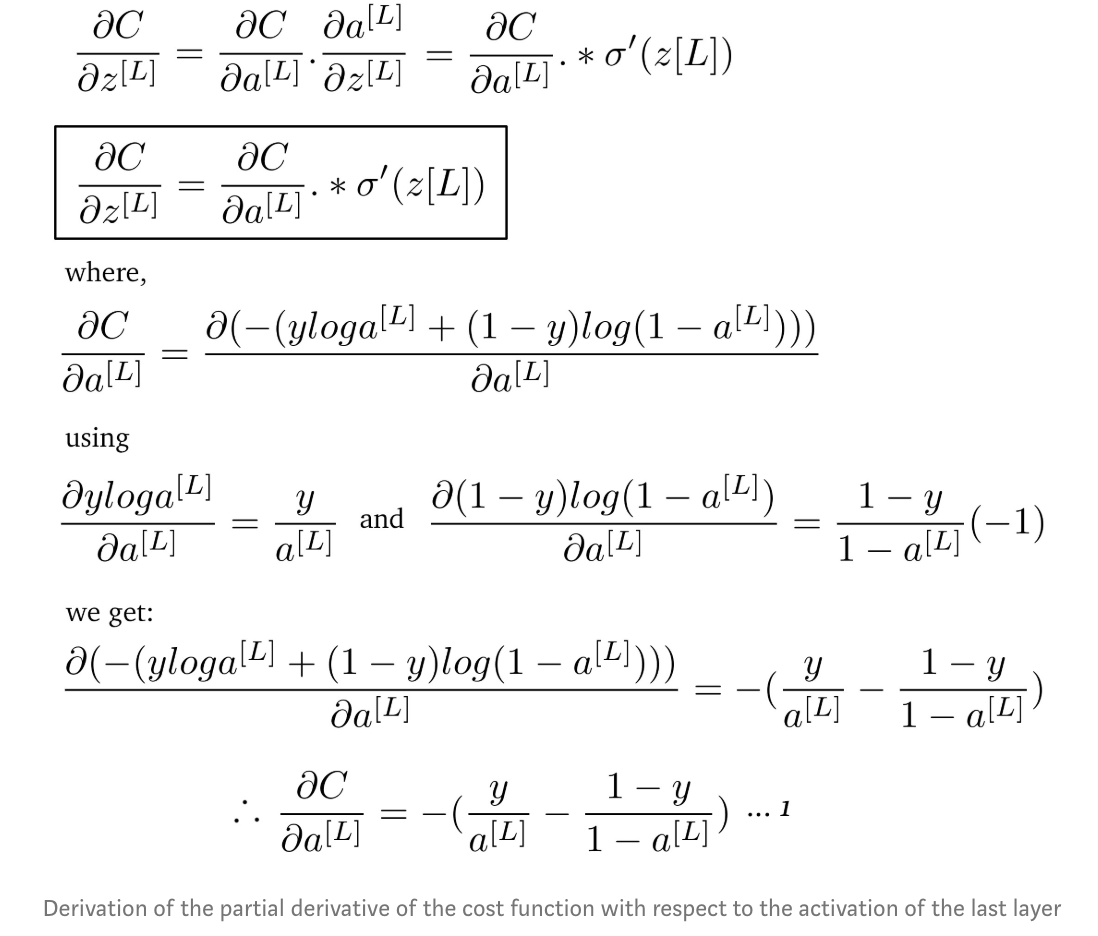 ∂C/∂z^[L] = ∂C/∂a^[L] . ∂a^[L]/∂z^[L] = ∂C/∂a^[L] .* σ′(z[L])
∂C/∂z^[L] = ∂C/∂a^[L] .* σ′(z[L])
where,
∂C/∂a^[L] = ∂(−(yloga^[L] + (1 − y)log(1 − a^[L])))/∂a^[L]
using
∂yloga^[L]/∂a^[L] = y/a^[L] and ∂(1 − y)log(1 − a^[L])/∂a^[L] = (1 − y)/(1 − a^[L]) (−1)
we get:
∂(−(yloga^[L] + (1 − y)log(1 − a^[L])))/∂a^[L] = −(y/a^[L] − (1 − y)/(1 − a^[L]))
∴ ∂C/∂a^[L] = −(y/a^[L] − (1 − y)/(1 − a^[L])) ... 1
Derivation of the partial derivative of the cost function with respect to the activation of the last layer